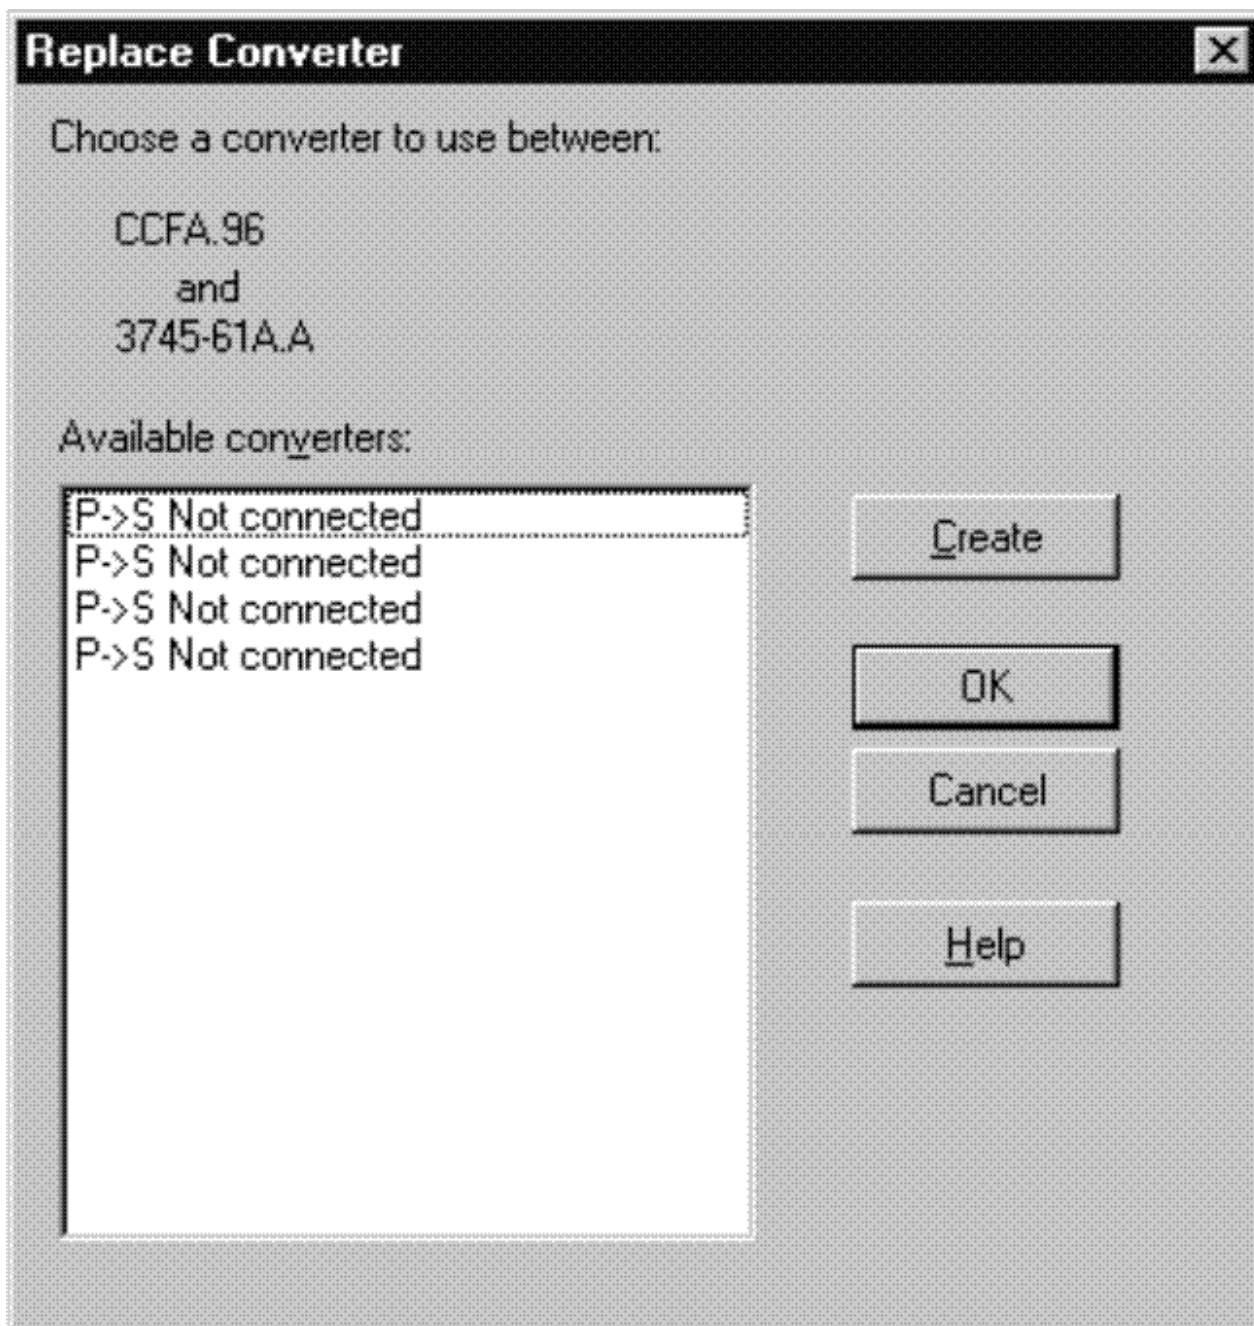 Replace Converter
Choose a converter to use between:
CCFA.96
and
3745-61A.A
Available converters:
P->S Not connected
P->S Not connected
P->S Not connected
P->S Not connected
Create
OK
Cancel
Help